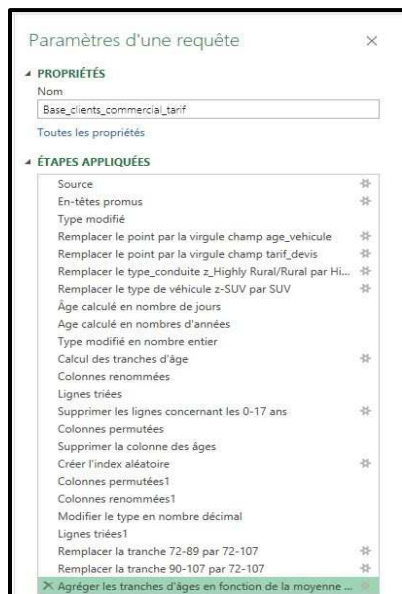 Paramètres d'une requête
PROPRIÉTÉS
Nom
Base_clients_commercial_tarif
Toutes les propriétés
ÉTAPES APPLIQUÉES
Source
En-têtes promus
Type modifié
Remplacer le point par la virgule champ age_vehicule
Remplacer le point par la virgule champ tarif_devis
Remplacer le type_conduite z_Highly Rural/Rural par Hi...
Remplacer le type de véhicule z-SUV par SUV
Âge calculé en nombre de jours
Age calculé en nombres d'années
Type modifié en nombre entier
Calcul des tranches d'âge
Colonnes renommées
Lignes triées
Supprimer les lignes concernant les 0-17 ans
Colonnes permutées
Supprimer la colonne des âges
Créer l'index aléatoire
Colonnes permutées1
Colonnes renommées1
Modifier le type en nombre décimal
Lignes triées1
Remplacer la tranche 72-89 par 72-107
Remplacer la tranche 90-107 par 72-107
Agréger les tranches d'âges en fonction de la moyenne ...